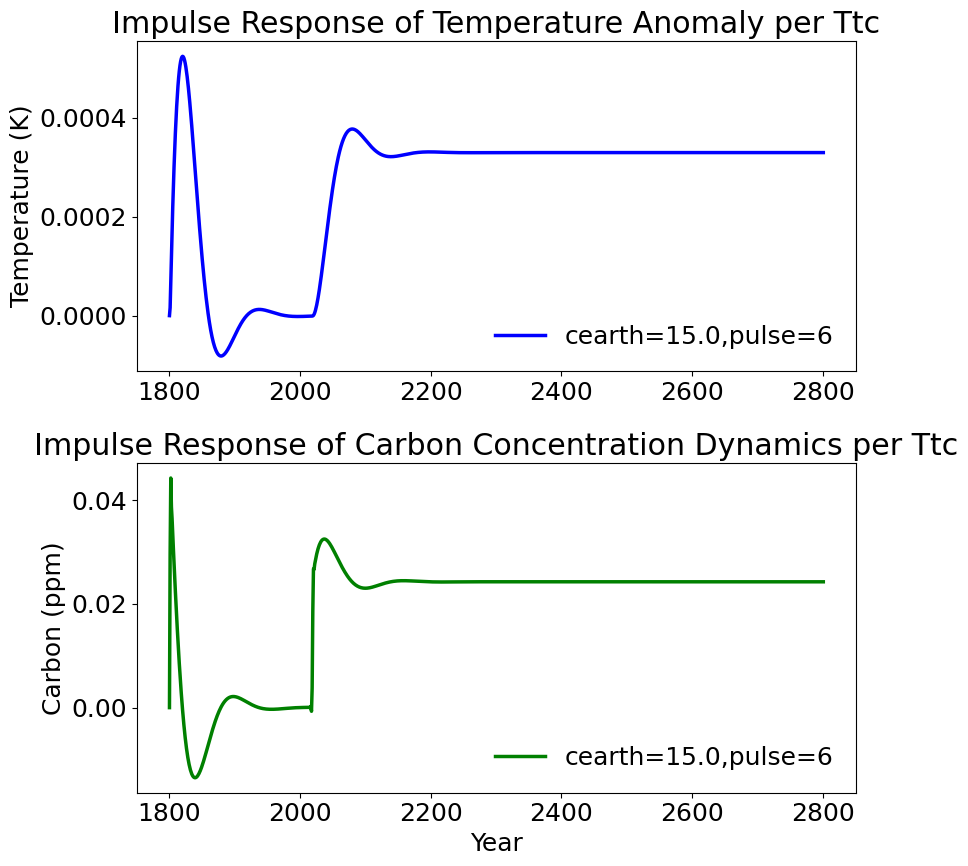 Impulse Response of Temperature Anomaly per Ttc
Temperature (K)
0.0004
0.0002
0.0000
cearth=15.0,pulse=6
1800 2000 2200 2400 2600 2800
Impulse Response of Carbon Concentration Dynamics per Ttc
Carbon (ppm)
0.04
0.02
0.00
cearth=15.0,pulse=6
1800 2000 2200 2400 2600 2800
Year